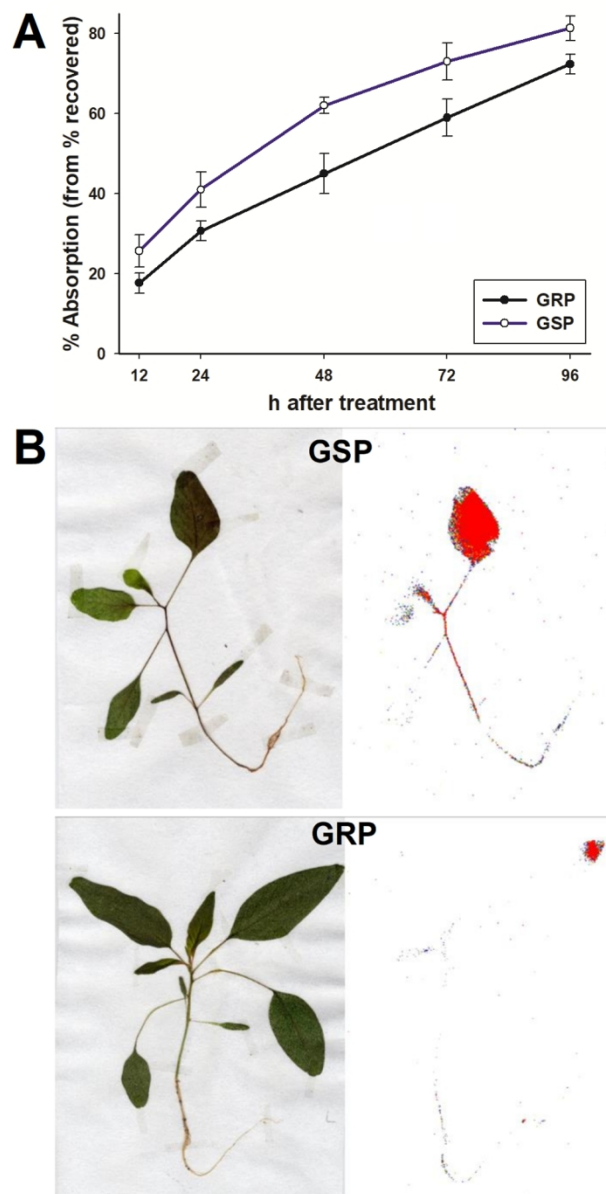 A
% Absorption (from % recovered)
80
60
40
20
0
12 24 48 72 96
h after treatment
GRP
GSP
B
GSP
GRP